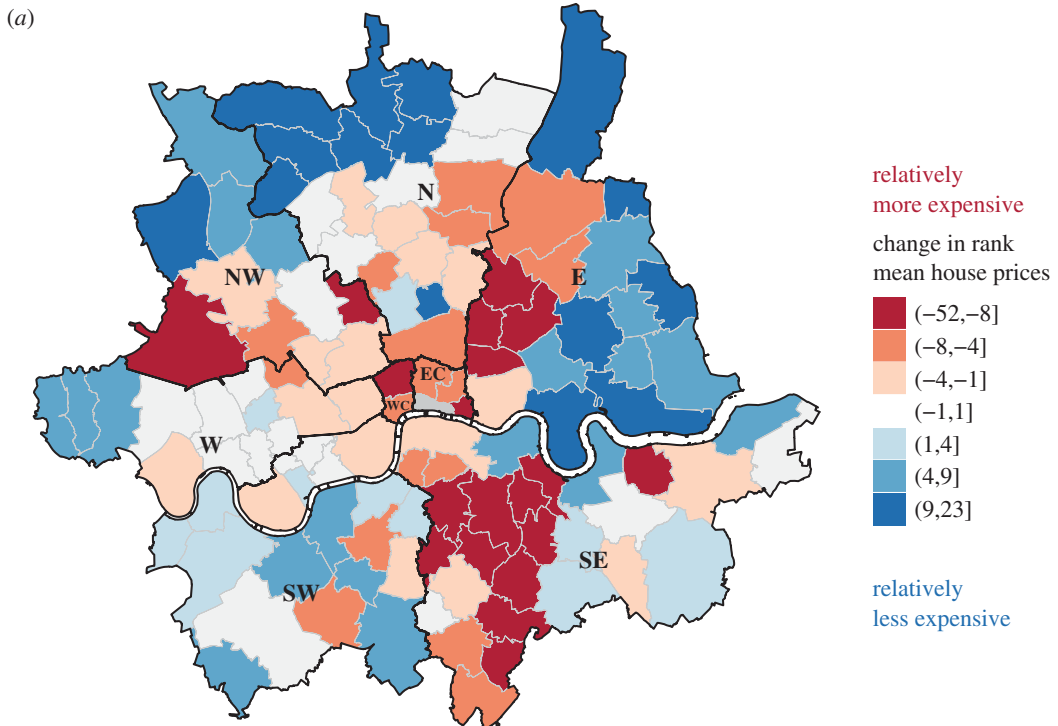 (a)
N
NW
E
EC
WC
W
SW
SE
relatively
more expensive
change in rank
mean house prices
(−52,−8]
(−8,−4]
(−4,−1]
(−1,1]
(1,4]
(4,9]
(9,23]
relatively
less expensive